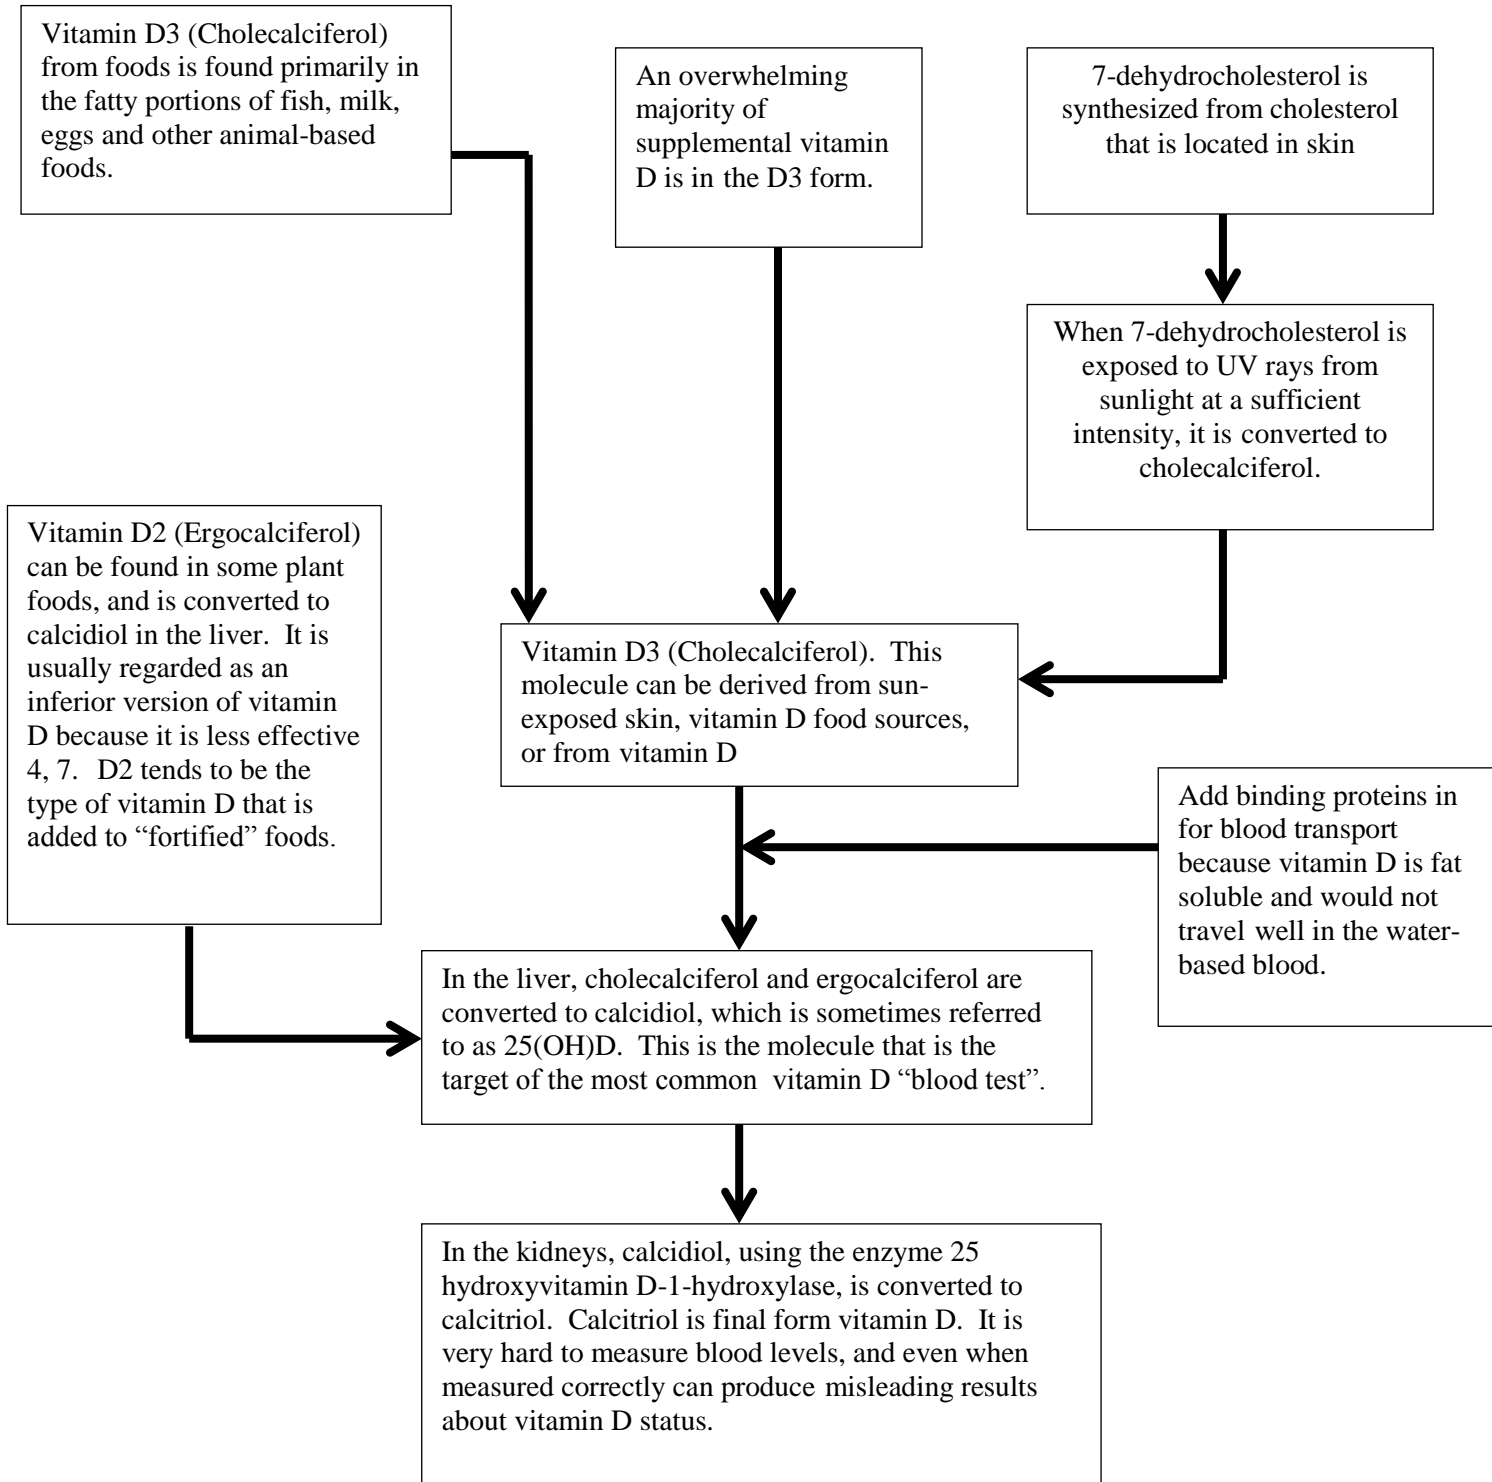 Vitamin D3 (Cholecalciferol)
from foods is found primarily in
the fatty portions of fish, milk,
eggs and other animal-based
foods.
An overwhelming
majority of
supplemental vitamin
D is in the D3 form.
7-dehydrocholesterol is
synthesized from cholesterol
that is located in skin
When 7-dehydrocholesterol is
exposed to UV rays from
sunlight at a sufficient
intensity, it is converted to
cholecalciferol.
Vitamin D2 (Ergocalciferol)
can be found in some plant
foods, and is converted to
calcidiol in the liver.  It is
usually regarded as an
inferior version of vitamin
D because it is less effective
4, 7.  D2 tends to be the
type of vitamin D that is
added to “fortified” foods.
Vitamin D3 (Cholecalciferol).  This
molecule can be derived from sun-
exposed skin, vitamin D food sources,
or from vitamin D
Add binding proteins in
for blood transport
because vitamin D is fat
soluble and would not
travel well in the water-
based blood.
In the liver, cholecalciferol and ergocalciferol are
converted to calcidiol, which is sometimes referred
to as 25(OH)D.  This is the molecule that is the
target of the most common  vitamin D “blood test”.
In the kidneys, calcidiol, using the enzyme 25
hydroxyvitamin D-1-hydroxylase, is converted to
calcitriol.  Calcitriol is final form vitamin D.  It is
very hard to measure blood levels, and even when
measured correctly can produce misleading results
about vitamin D status.